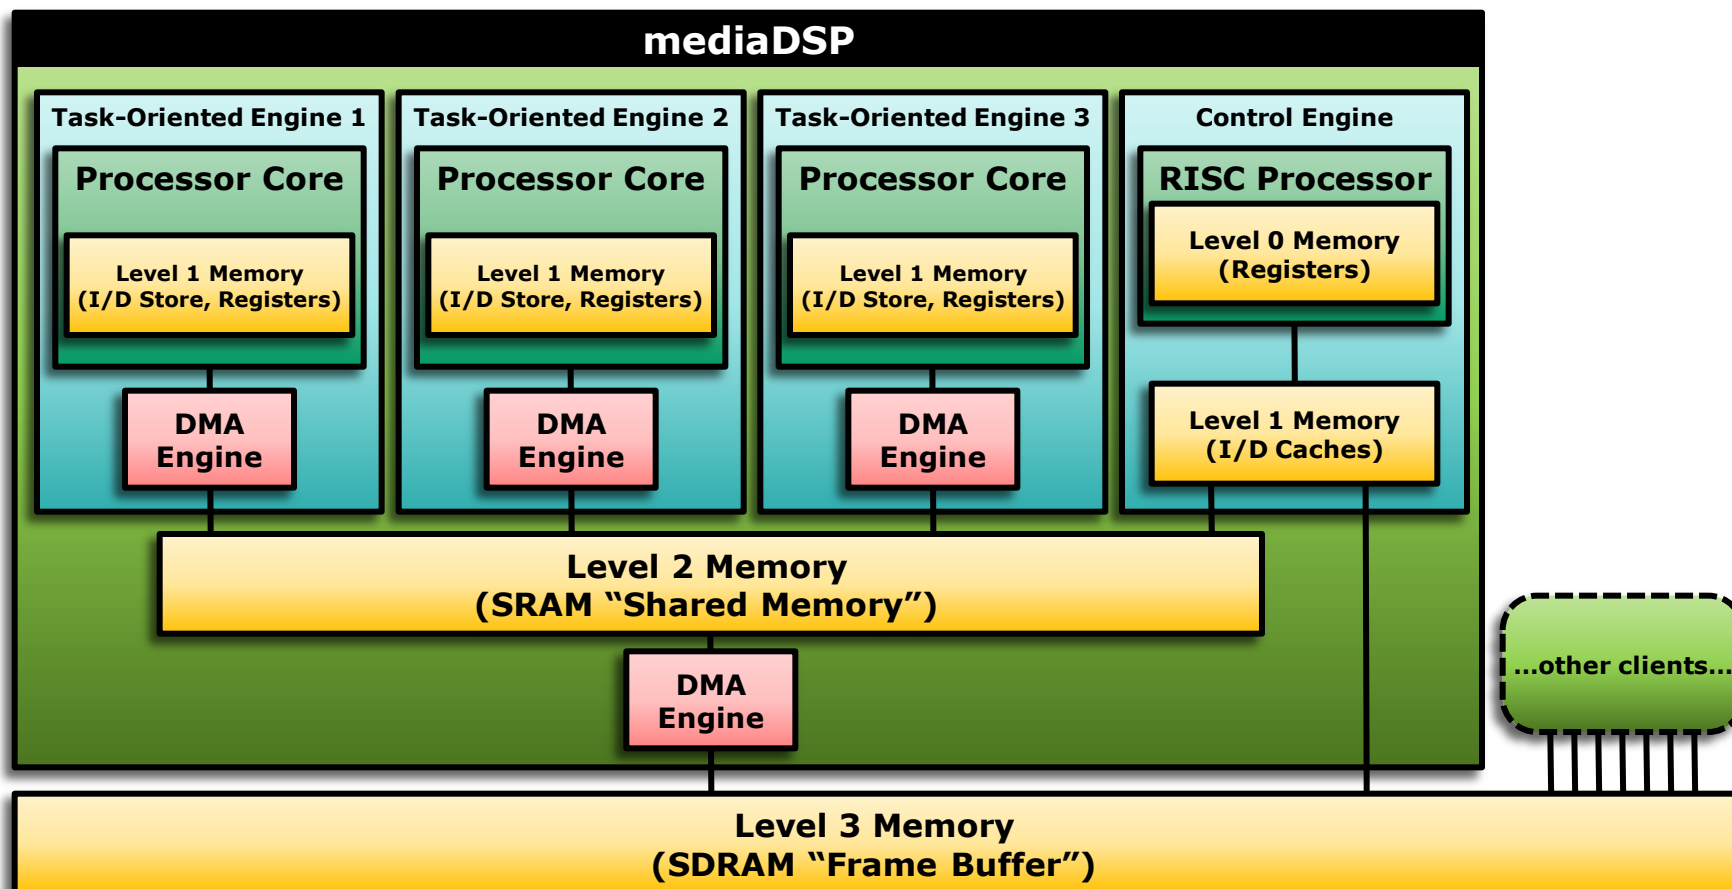 mediaDSP
Task-Oriented Engine 1
Processor Core
Level 1 Memory
(I/D Store, Registers)
DMA
Engine
Task-Oriented Engine 2
Processor Core
Level 1 Memory
(I/D Store, Registers)
DMA
Engine
Task-Oriented Engine 3
Processor Core
Level 1 Memory
(I/D Store, Registers)
DMA
Engine
Control Engine
RISC Processor
Level 0 Memory
(Registers)
Level 1 Memory
(I/D Caches)
Level 2 Memory
(SRAM “Shared Memory”)
DMA
Engine
...other clients...
Level 3 Memory
(SDRAM “Frame Buffer”)